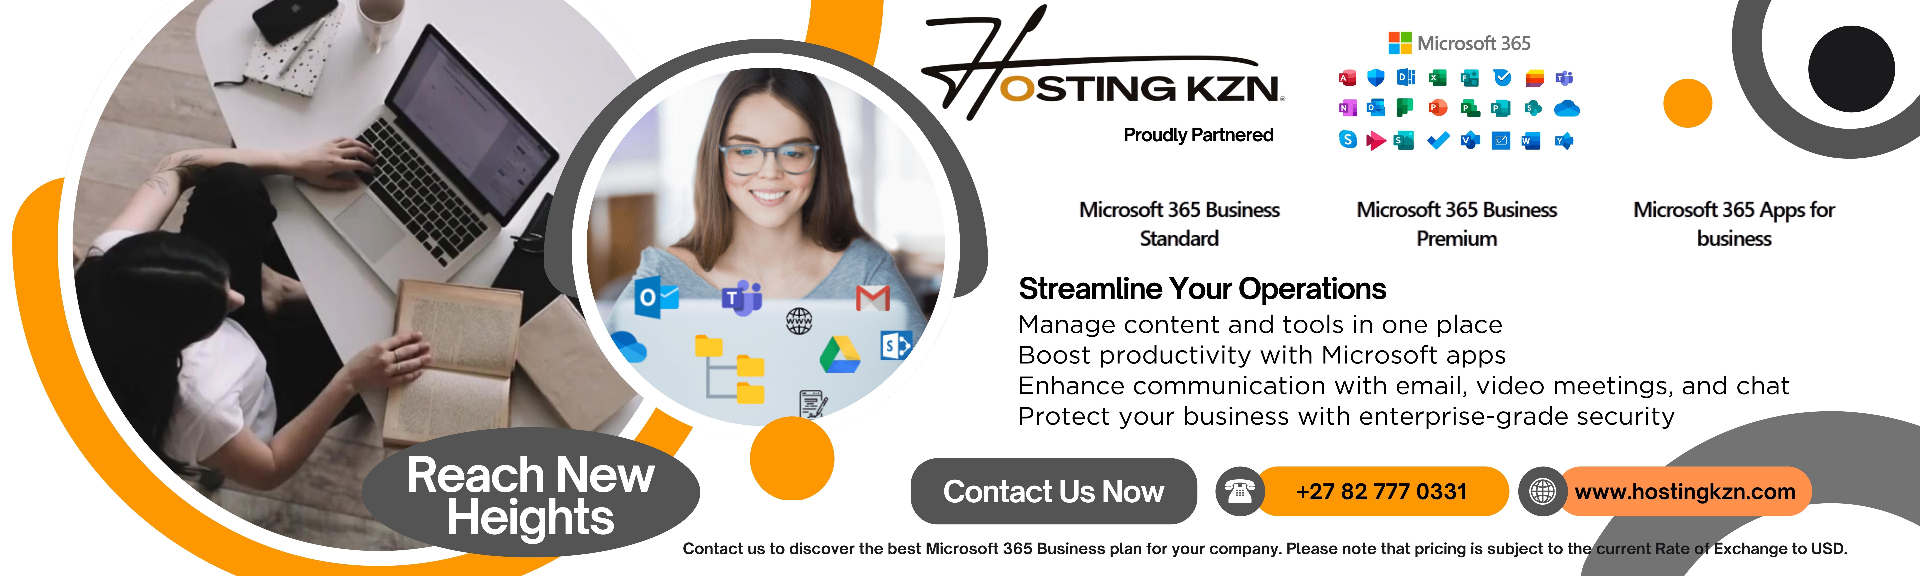 HOSTING KZN
Proudly Partnered
Microsoft 365
Microsoft 365 Business
Standard
Microsoft 365 Business
Premium
Microsoft 365 Apps for
business
Streamline Your Operations
Manage content and tools in one place
Boost productivity with Microsoft apps
Enhance communication with email, video meetings, and chat
Protect your business with enterprise-grade security
Reach New
Heights
Contact Us Now
+27 82 777 0331
www.hostingkzn.com
Contact us to discover the best Microsoft 365 Business plan for your company. Please note that pricing is subject to the current Rate of Exchange to USD.
WWW